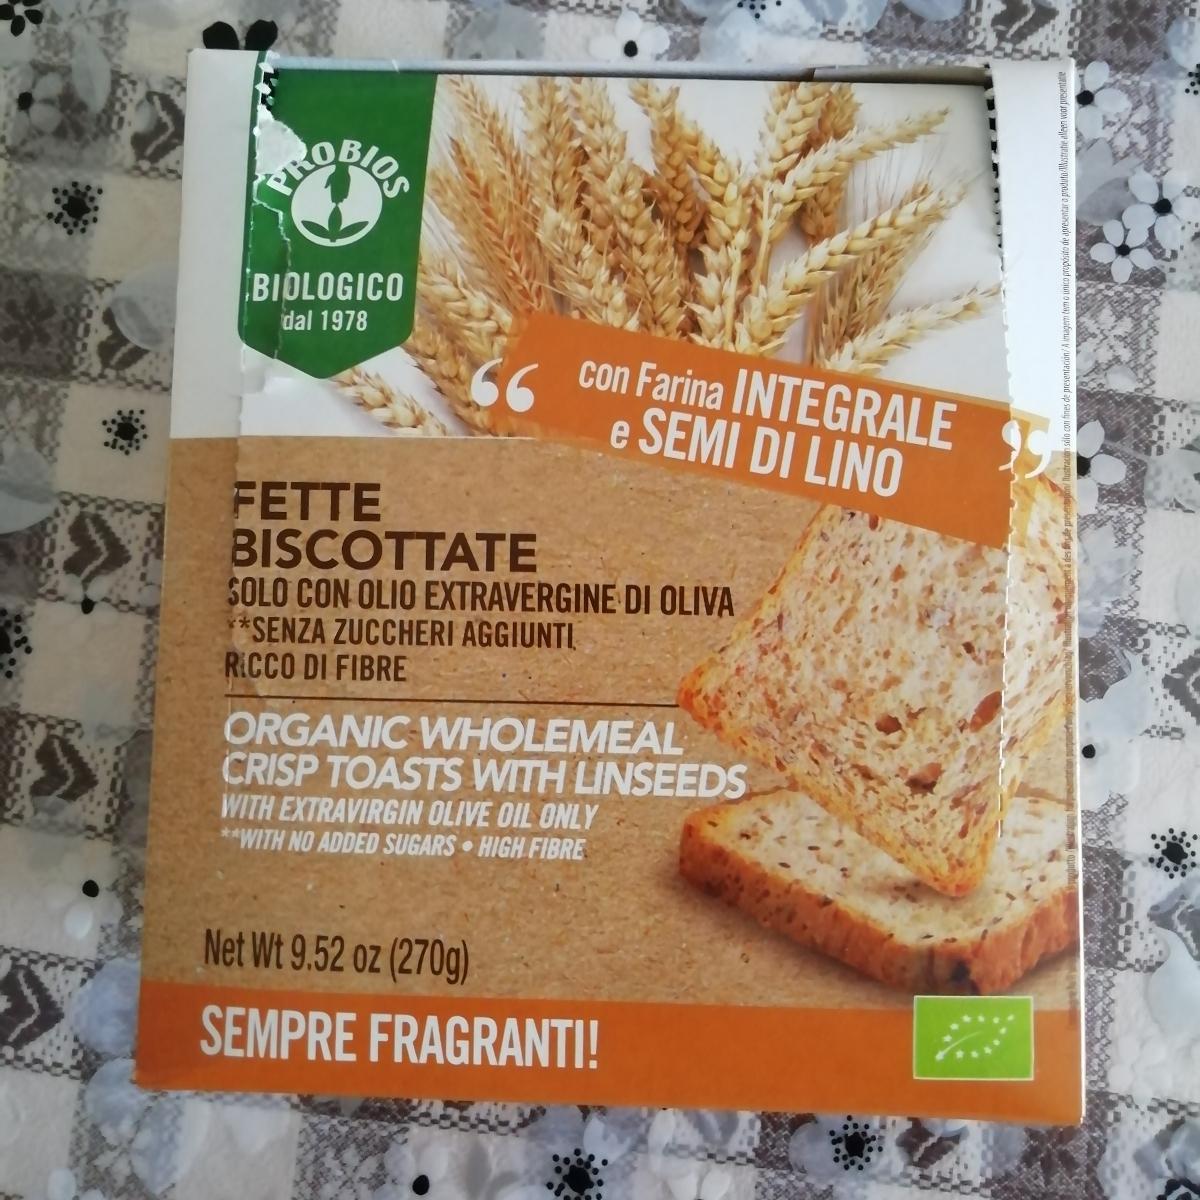 PROBIOS
BIOLOGICO
dal 1978
“ con Farina INTEGRALE
e SEMI DI LINO ”
FETTE
BISCOTTATE
SOLO CON OLIO EXTRAVERGINE DI OLIVA
**SENZA ZUCCHERI AGGIUNTI
RICCO DI FIBRE
ORGANIC WHOLEMEAL
CRISP TOASTS WITH LINSEEDS
WITH EXTRAVIRGIN OLIVE OIL ONLY
**WITH NO ADDED SUGARS • HIGH FIBRE
Net Wt 9.52 oz (270g)
SEMPRE FRAGRANTI!